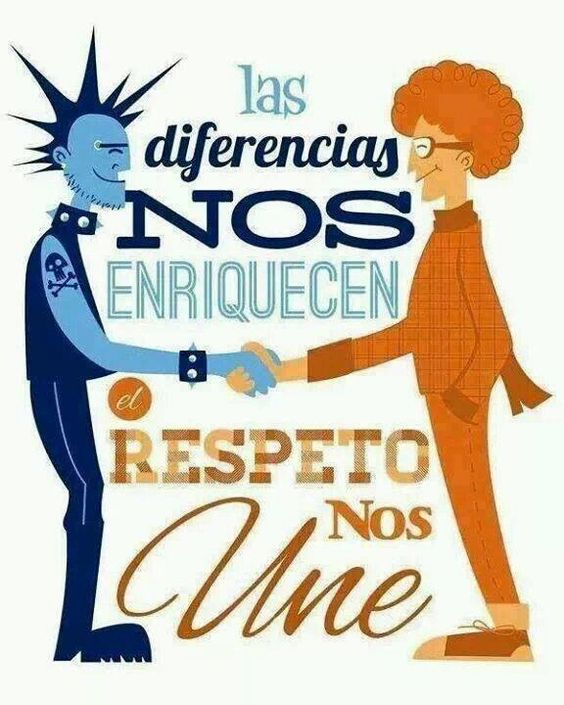 las
diferencias
NOS
ENRIQUECEN
el
RESPETO
NOS
Une